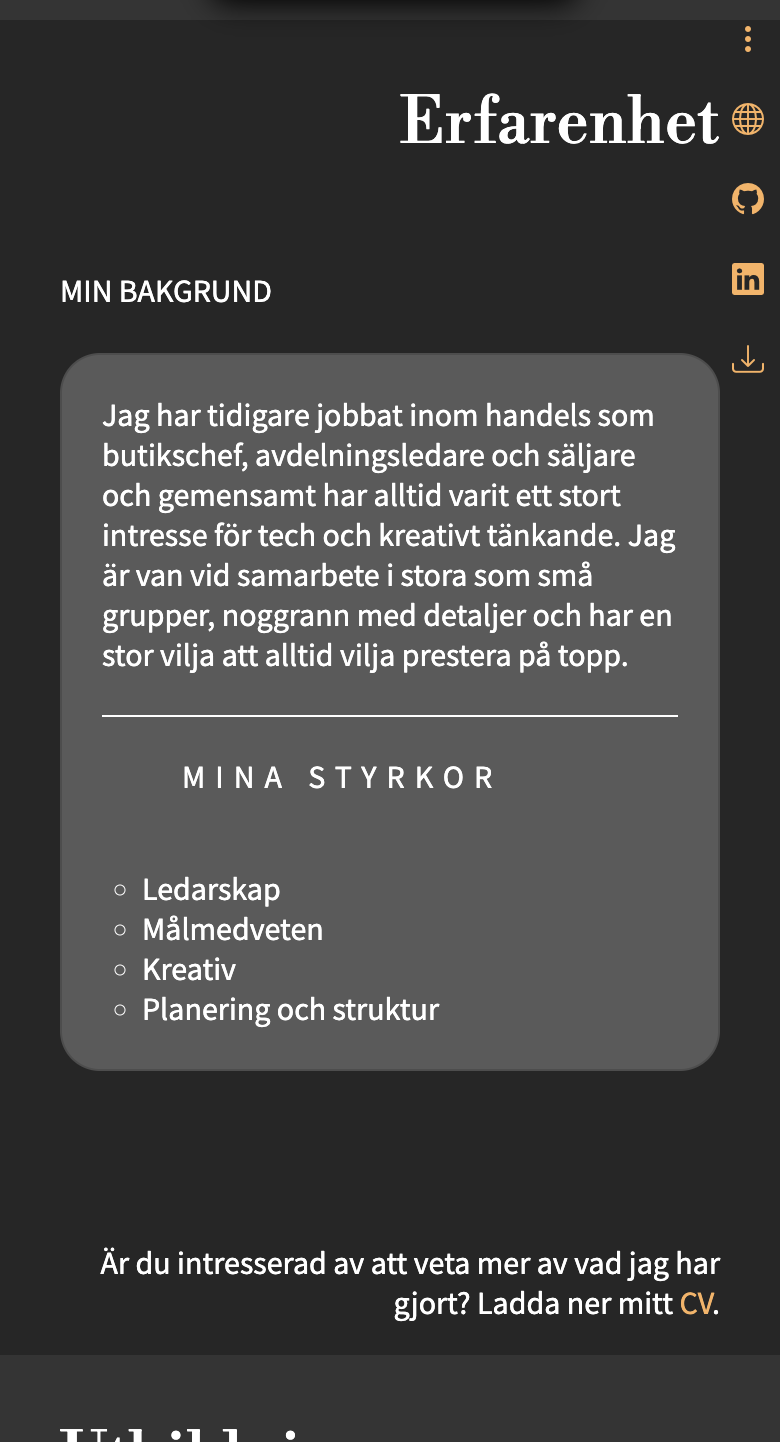 Erfarenhet
MIN BAKGRUND
Jag har tidigare jobbat inom handels som
butikschef, avdelningsledare och säljare
och gemensamt har alltid varit ett stort
intresse för tech och kreativt tänkande. Jag
är van vid samarbete i stora som små
grupper, noggrann med detaljer och har en
stor vilja att alltid vilja prestera på topp.
MINA STYRKOR
Ledarskap
Målmedveten
Kreativ
Planering och struktur
Är du intresserad av att veta mer av vad jag har
gjort? Ladda ner mitt CV.